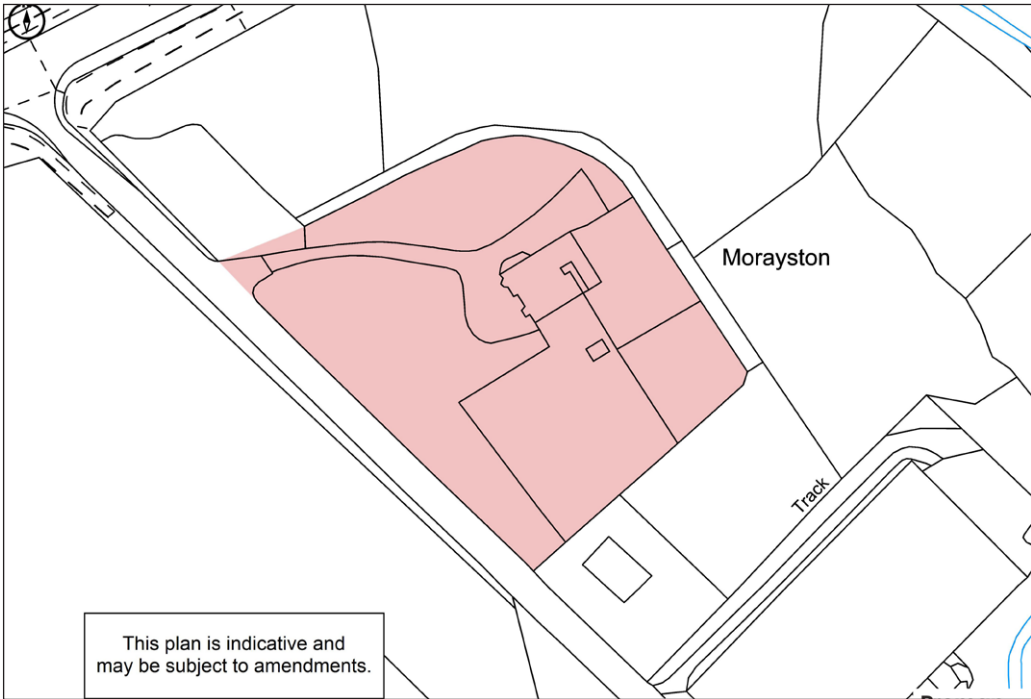 Morayston
Track
This plan is indicative and
may be subject to amendments.